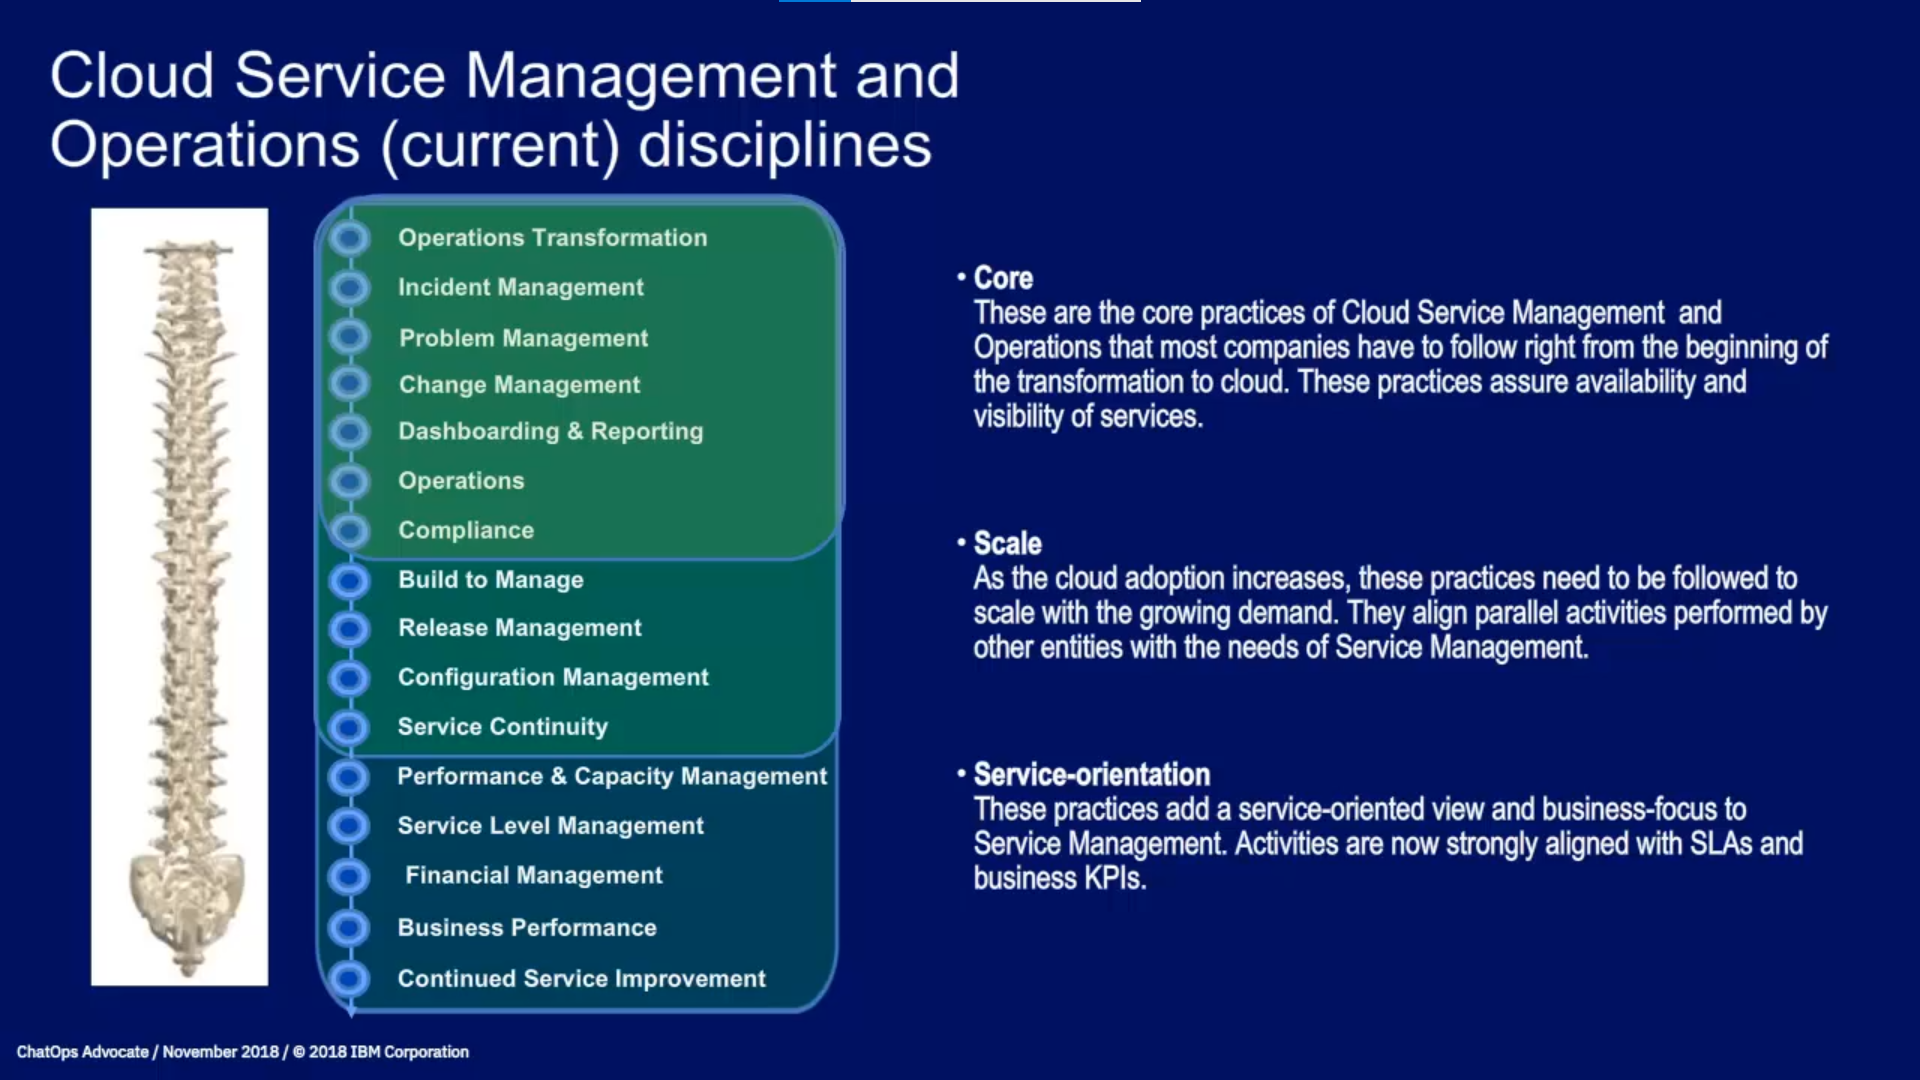 Cloud Service Management and
Operations (current) disciplines
Operations Transformation
Incident Management
Problem Management
Change Management
Dashboarding & Reporting
Operations
Compliance
Build to Manage
Release Management
Configuration Management
Service Continuity
Performance & Capacity Management
Service Level Management
Financial Management
Business Performance
Continued Service Improvement
• Core
These are the core practices of Cloud Service Management and
Operations that most companies have to follow right from the beginning of
the transformation to cloud. These practices assure availability and
visibility of services.
• Scale
As the cloud adoption increases, these practices need to be followed to
scale with the growing demand. They align parallel activities performed by
other entities with the needs of Service Management.
• Service-orientation
These practices add a service-oriented view and business-focus to
Service Management. Activities are now strongly aligned with SLAs and
business KPIs.
ChatOps Advocate / November 2018 / © 2018 IBM Corporation